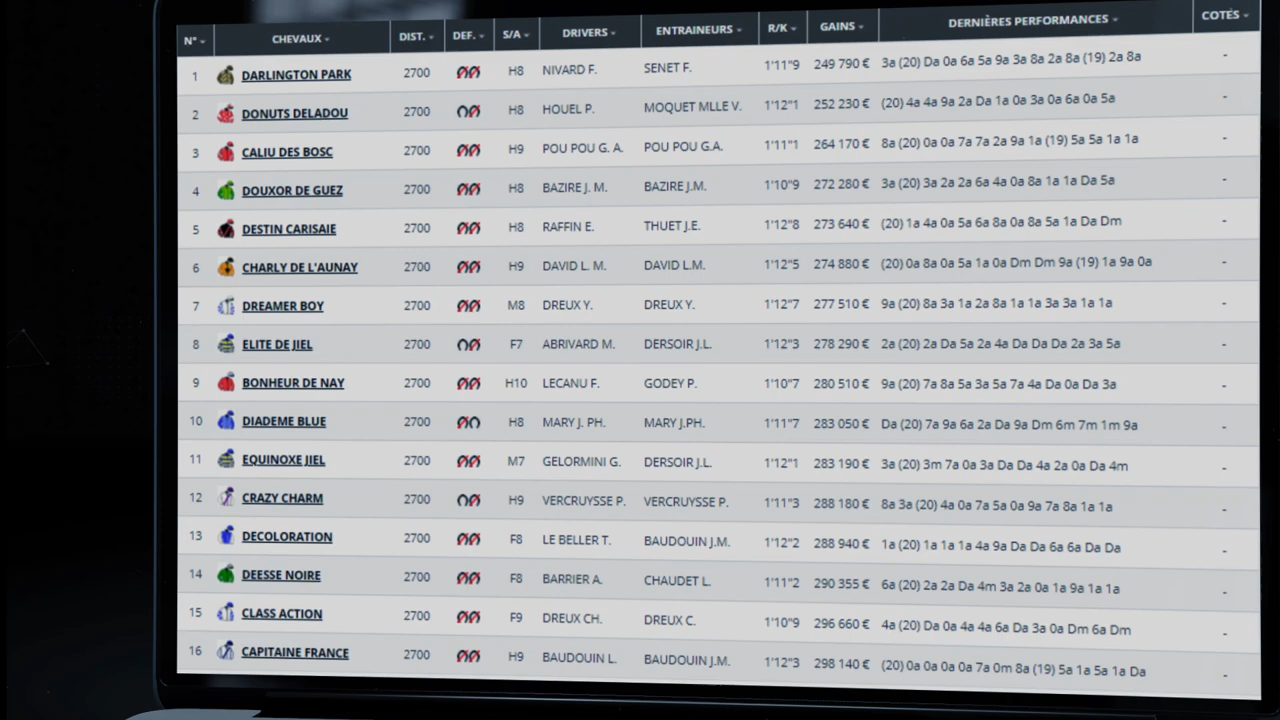 N° CHEVAUX DIST. DEF. S/A DRIVERS ENTRAINEURS R/K GAINS DERNIÈRES PERFORMANCES COTES
1 DARLINGTON PARK 2700 H8 NIVARD F. SENET F. 1'11"9 249 790 € 3a (20) Da 0a 6a 5a 9a 3a 8a 2a 8a (19) 2a 8a -
2 DONUTS DELADOU 2700 H8 HOUEL P. MOQUET MLLE V. 1'12"1 252 230 € (20) 4a 4a 9a 2a Da 1a 0a 3a 0a 6a 0a 5a -
3 CALIU DES BOSC 2700 H9 POU POU G. A. POU POU G.A. 1'11"1 264 170 € 8a (20) 0a 0a 7a 7a 2a 9a 1a (19) 5a 5a 1a 1a -
4 DOUXOR DE GUEZ 2700 H8 BAZIRE J. M. BAZIRE J.M. 1'10"9 272 280 € 3a (20) 3a 2a 2a 6a 4a 0a 8a 1a 1a Da 5a -
5 DESTIN CARISAIE 2700 H8 RAFFIN E. THUET J.E. 1'12"8 273 640 € (20) 1a 4a 0a 5a 6a 8a 0a 8a 5a 1a Da Dm -
6 CHARLY DE L'AUNAY 2700 H9 DAVID L. M. DAVID L.M. 1'12"5 274 880 € (20) 0a 8a 0a 5a 1a 0a Dm Dm 9a (19) 1a 9a 0a -
7 DREAMER BOY 2700 M8 DREUX Y. DREUX Y. 1'12"7 277 510 € 9a (20) 8a 3a 1a 2a 8a 1a 1a 3a 3a 1a 1a -
8 ELITE DE JIEL 2700 F7 ABRIVARD M. DERSOIR J.L. 1'12"3 278 290 € 2a (20) 2a Da 5a 2a 4a Da Da Da 2a 3a 5a -
9 BONHEUR DE NAY 2700 H10 LECANU F. GODEY P. 1'10"7 280 510 € 9a (20) 7a 8a 5a 3a 5a 7a 4a Da 0a Da 3a -
10 DIADEME BLUE 2700 H8 MARY J. PH. MARY J.PH. 1'11"7 283 050 € Da (20) 7a 9a 6a 2a Da 9a Dm 6m 7m 1m 9a -
11 EQUINOXE JIEL 2700 M7 GELORMINI G. DERSOIR J.L. 1'12"1 283 190 € 3a (20) 3m 7a 0a 3a Da Da 4a 2a 0a Da 4m -
12 CRAZY CHARM 2700 H9 VERCRUYSSE P. VERCRUYSSE P. 1'11"3 288 180 € 8a 3a (20) 4a 0a 7a 5a 0a 9a 7a 8a 1a 1a -
13 DECOLORATION 2700 F8 LE BELLER T. BAUDOUIN J.M. 1'12"2 288 940 € 1a (20) 1a 1a 1a 4a 9a Da Da 6a 6a Da Da -
14 DEESSE NOIRE 2700 F8 BARRIER A. CHAUDET L. 1'11"2 290 355 € 6a (20) 2a 2a Da 4m 3a 2a 0a 1a 9a 1a 1a -
15 CLASS ACTION 2700 F9 DREUX CH. DREUX C. 1'10"9 296 660 € 4a (20) Da 0a 4a 4a 6a Da 3a 0a Dm 6a Dm -
16 CAPITAINE FRANCE 2700 H9 BAUDOUIN L. BAUDOUIN J.M. 1'12"3 298 140 € (20) 0a 0a 0a 0a 7a 0m 8a (19) 5a 1a 5a 1a Da -